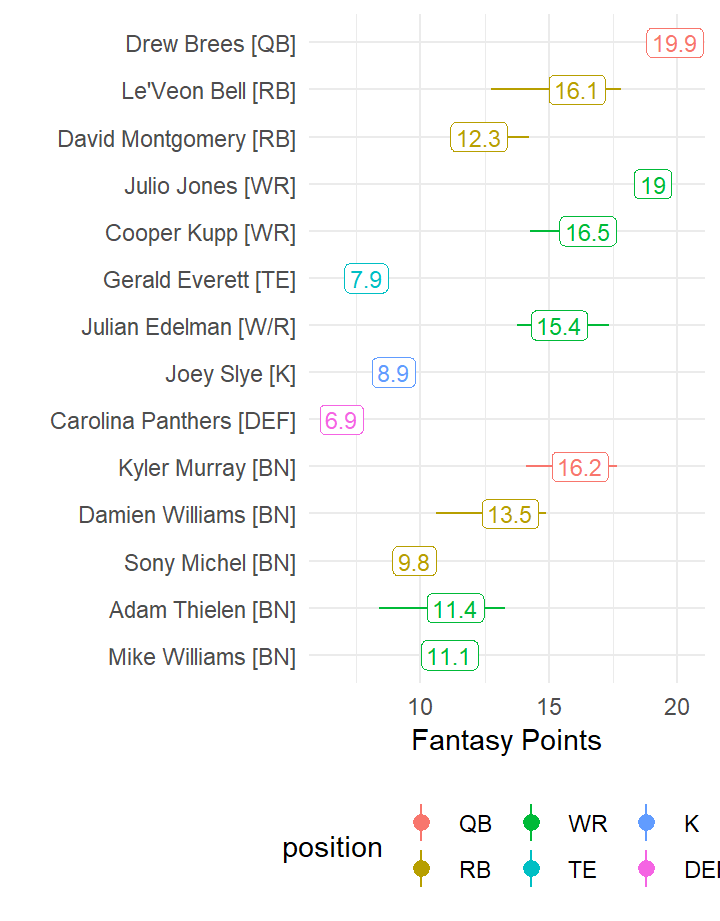 Drew Brees [QB] 19.9
Le'Veon Bell [RB] 16.1
David Montgomery [RB] 12.3
Julio Jones [WR] 19
Cooper Kupp [WR] 16.5
Gerald Everett [TE] 7.9
Julian Edelman [W/R] 15.4
Joey Slye [K] 8.9
Carolina Panthers [DEF] 6.9
Kyler Murray [BN] 16.2
Damien Williams [BN] 13.5
Sony Michel [BN] 9.8
Adam Thielen [BN] 11.4
Mike Williams [BN] 11.1
10 15 20
Fantasy Points
position
QB WR K
RB TE DEF